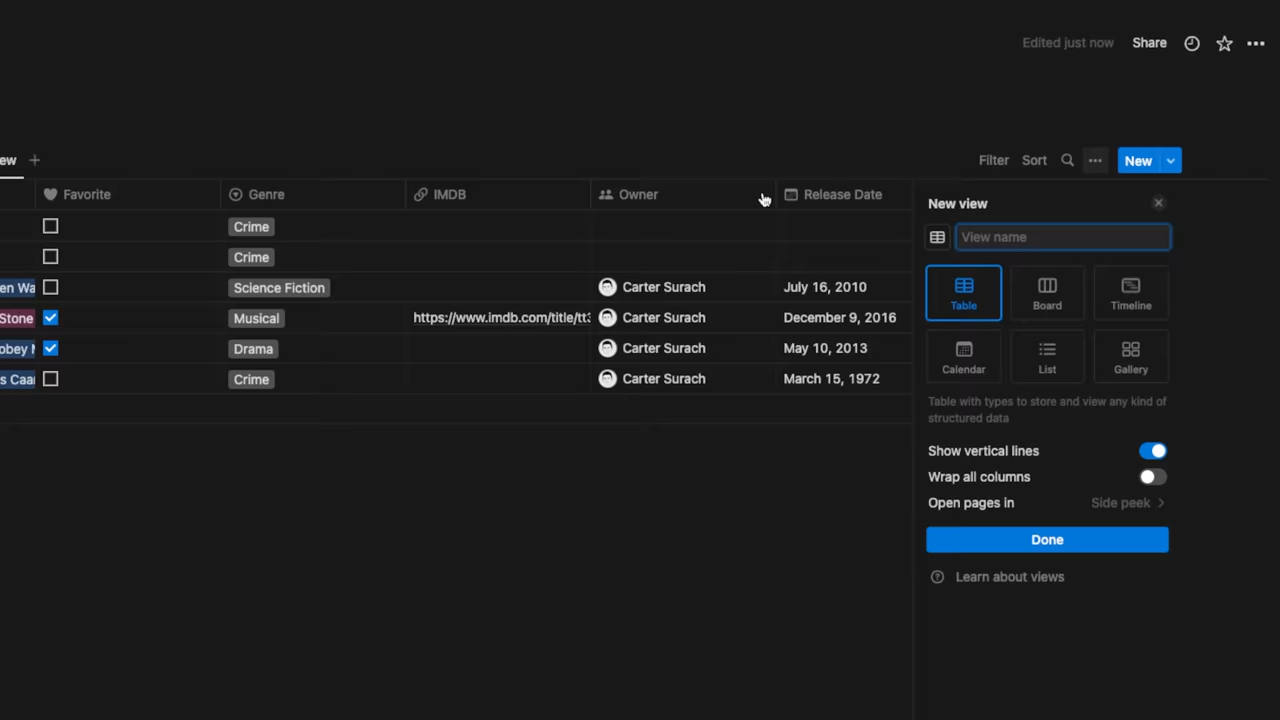 Edited just now Share
ew + Filter Sort New
Favorite Genre IMDB Owner Release Date
Crime
Crime
en Wa Science Fiction Carter Surach July 16, 2010
Stone Musical https://www.imdb.com/title/tt3 Carter Surach December 9, 2016
obey Drama Carter Surach May 10, 2013
s Caa Crime Carter Surach March 15, 1972
New view
View name
Table Board Timeline
Calendar List Gallery
Table with types to store and view any kind of
structured data
Show vertical lines
Wrap all columns
Open pages in Side peek
Done
Learn about views